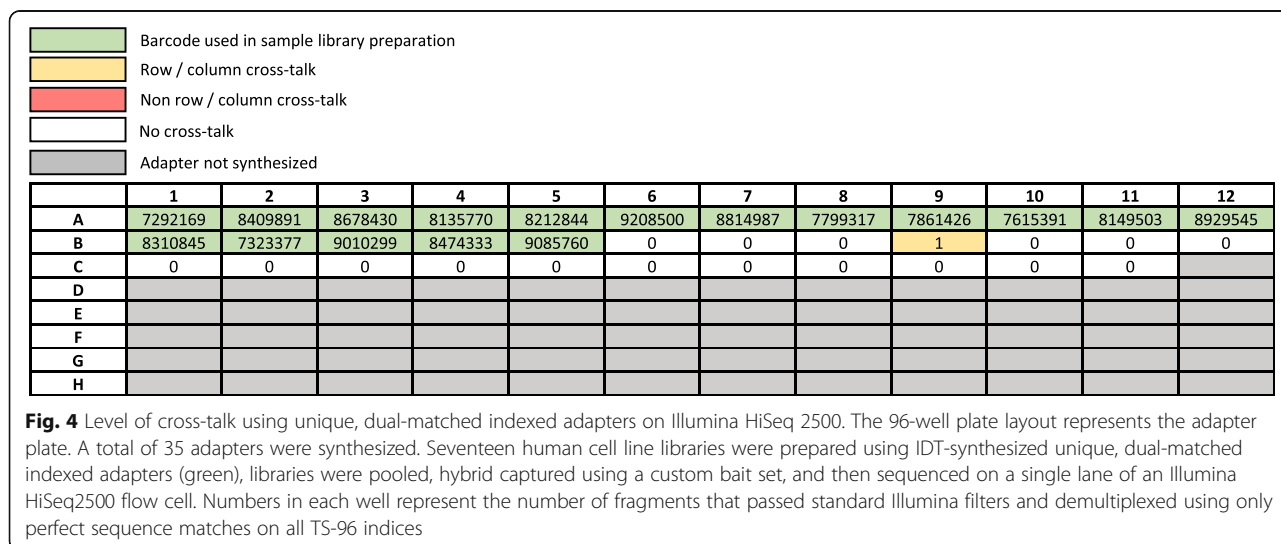 Barcode used in sample library preparation
Row / column cross-talk
Non row / column cross-talk
No cross-talk
Adapter not synthesized
1 2 3 4 5 6 7 8 9 10 11 12
A 7292169 8409891 8678430 8135770 8212844 9208500 8814987 7799317 7861426 7615391 8149503 8929545
B 8310845 7323377 9010299 8474333 9085760 0 0 0 1 0 0 0
C 0 0 0 0 0 0 0 0 0 0 0
D
E
F
G
H
Fig. 4 Level of cross-talk using unique, dual-matched indexed adapters on Illumina HiSeq 2500. The 96-well plate layout represents the adapter
plate. A total of 35 adapters were synthesized. Seventeen human cell line libraries were prepared using IDT-synthesized unique, dual-matched
indexed adapters (green), libraries were pooled, hybrid captured using a custom bait set, and then sequenced on a single lane of an Illumina
HiSeq2500 flow cell. Numbers in each well represent the number of fragments that passed standard Illumina filters and demultiplexed using only
perfect sequence matches on all TS-96 indices